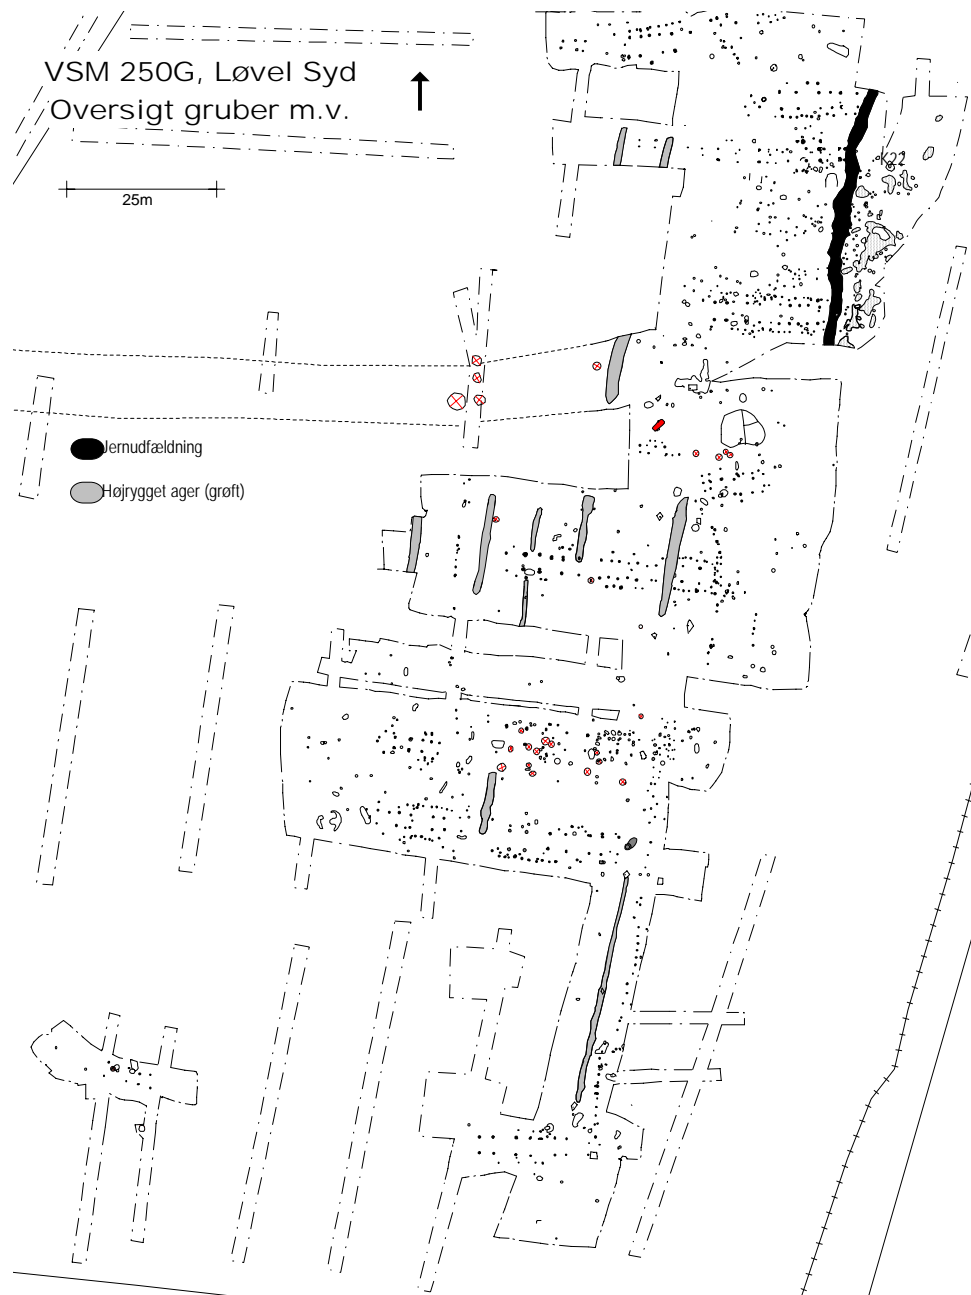 VSM 250G, Løvel Syd
Oversigt gruber m.v.
25m
K22
Jernudfældning
Højrygget ager (grøft)